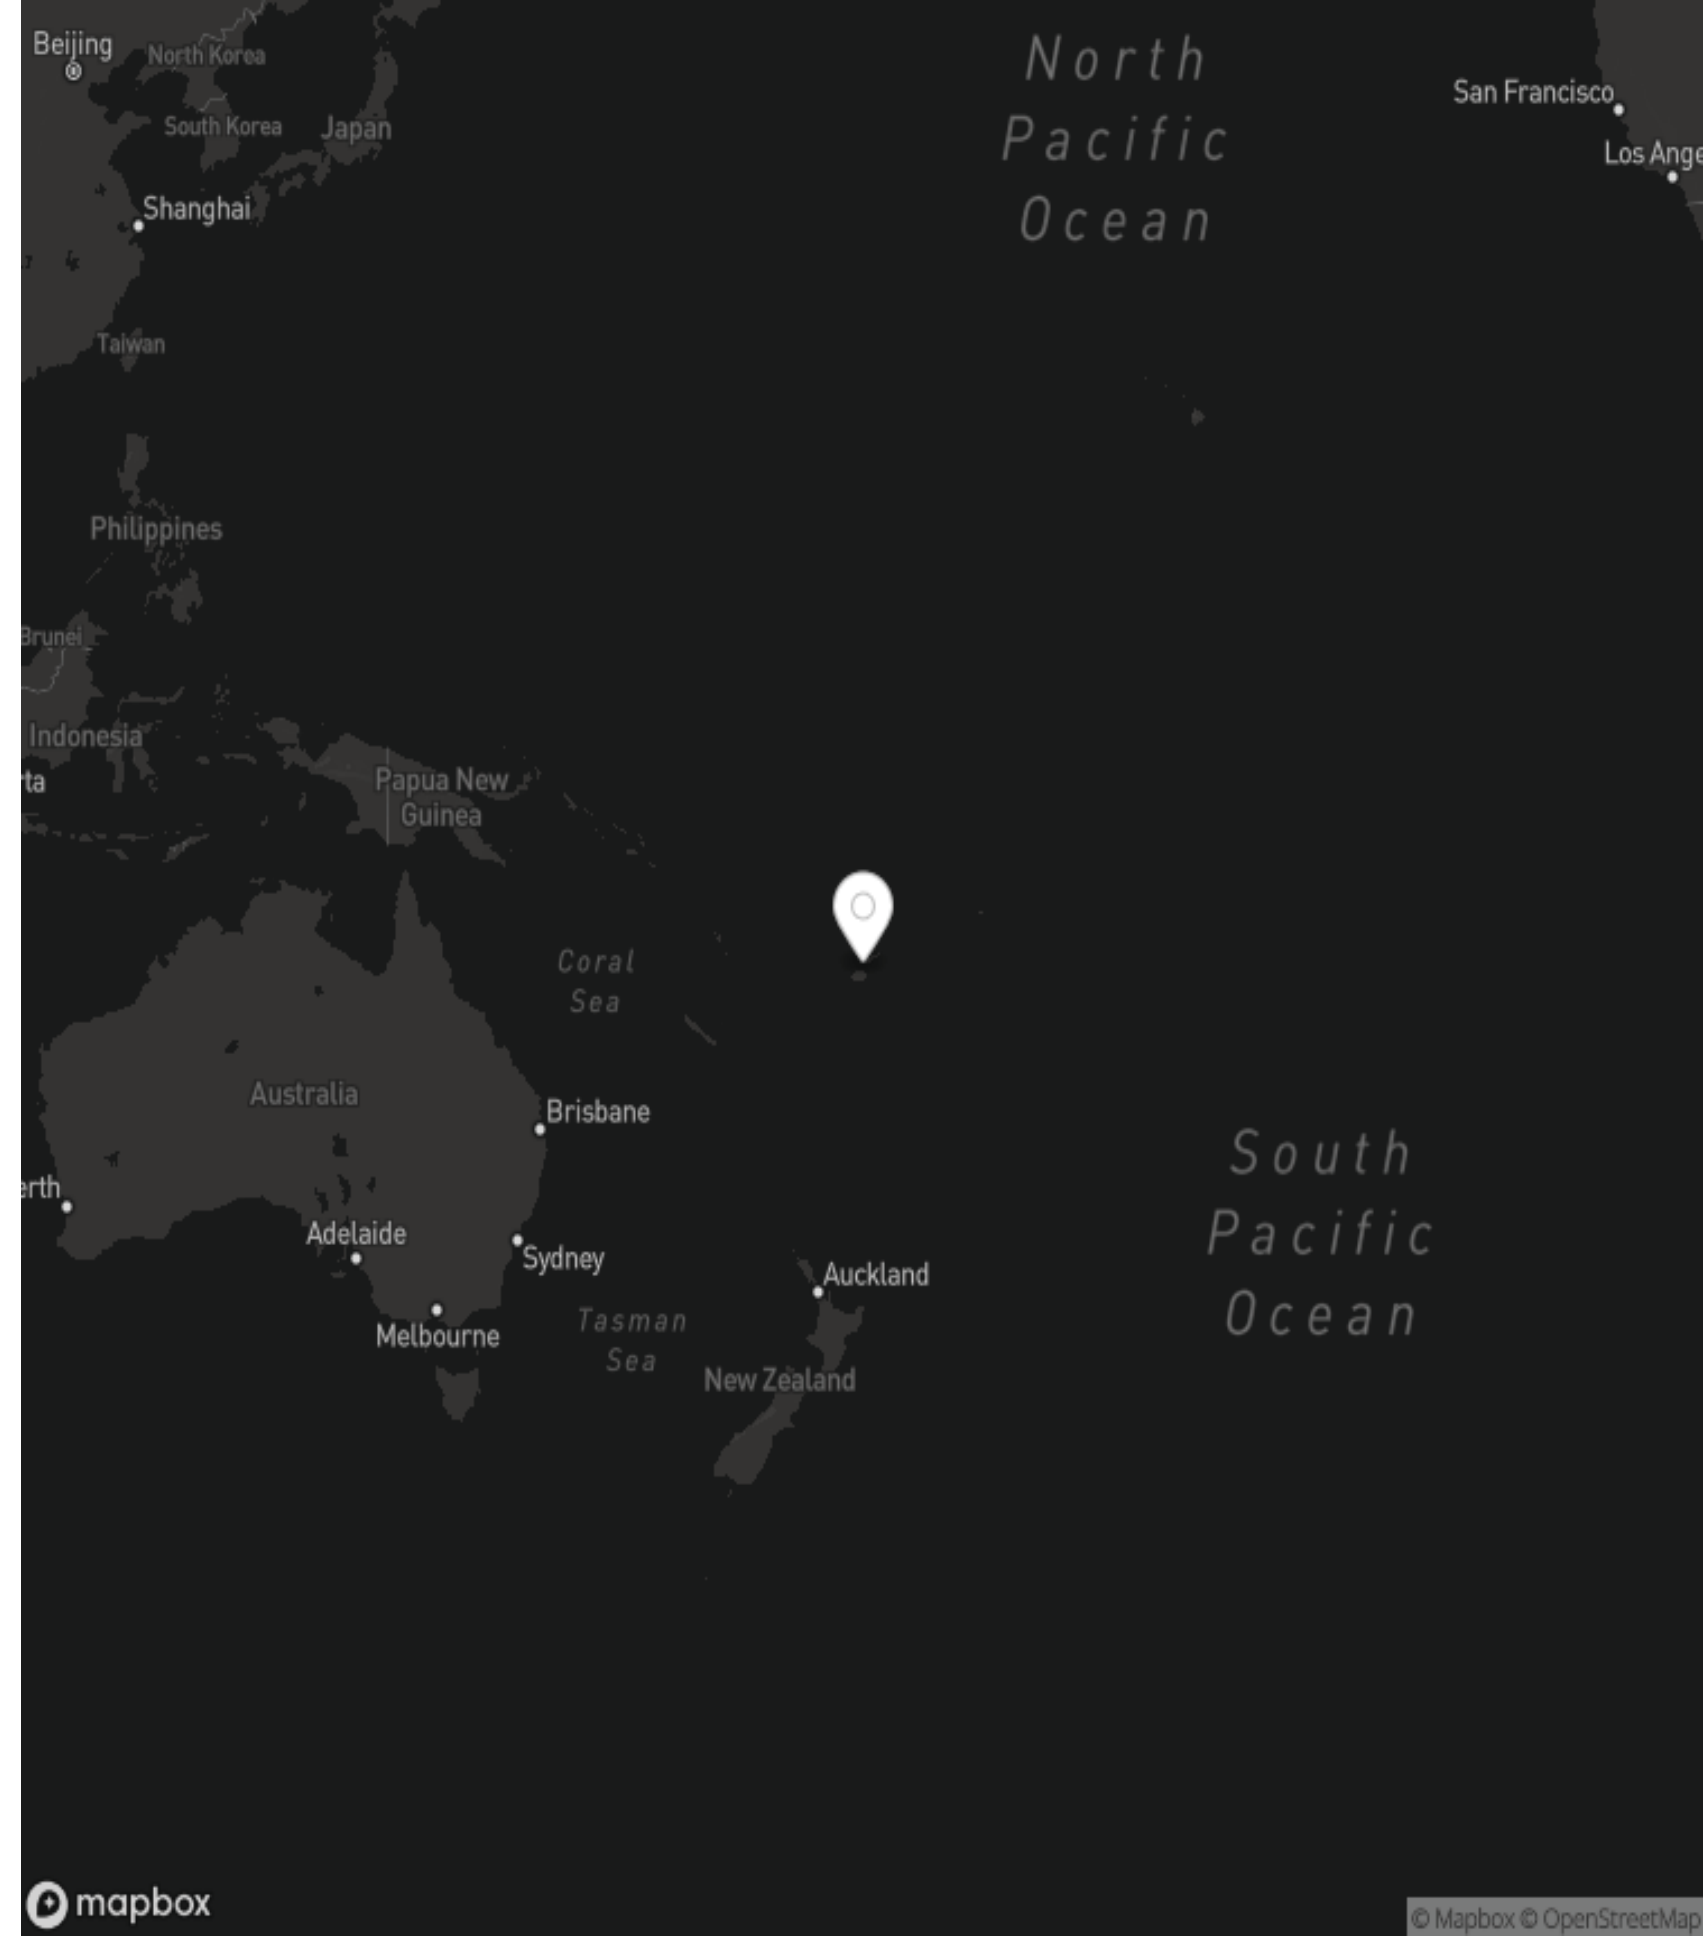 Beijing
North Korea
North
Pacific
Ocean
San Francisco
Los Ange
South Korea
Japan
Shanghai
Taiwan
Philippines
Brunei
Indonesia
ta
Papua New
Guinea
Coral
Sea
Australia
Brisbane
South
Pacific
Ocean
erth
Adelaide
Sydney
Auckland
Melbourne
Tasman
Sea
New Zealand
mapbox
© Mapbox © OpenStreetMap